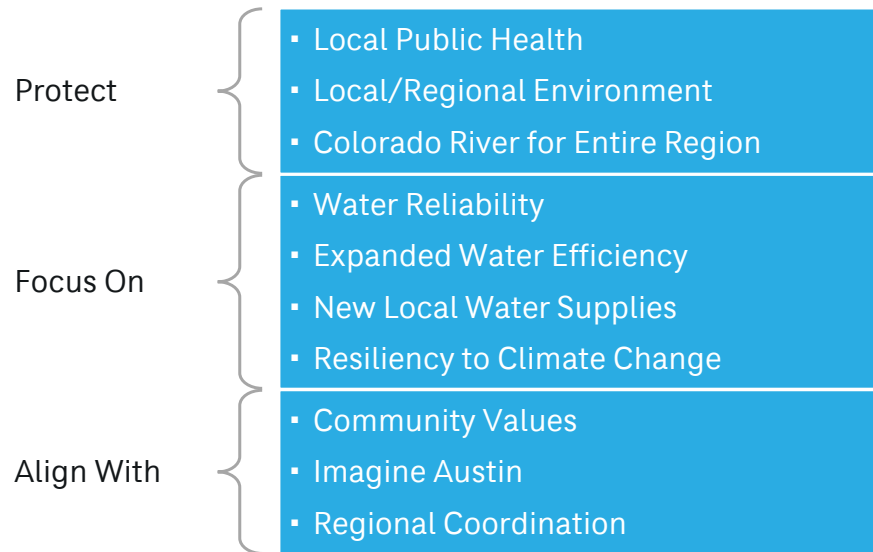 Protect
▪ Local Public Health
▪ Local/Regional Environment
▪ Colorado River for Entire Region
Focus On
▪ Water Reliability
▪ Expanded Water Efficiency
▪ New Local Water Supplies
▪ Resiliency to Climate Change
Align With
▪ Community Values
▪ Imagine Austin
▪ Regional Coordination